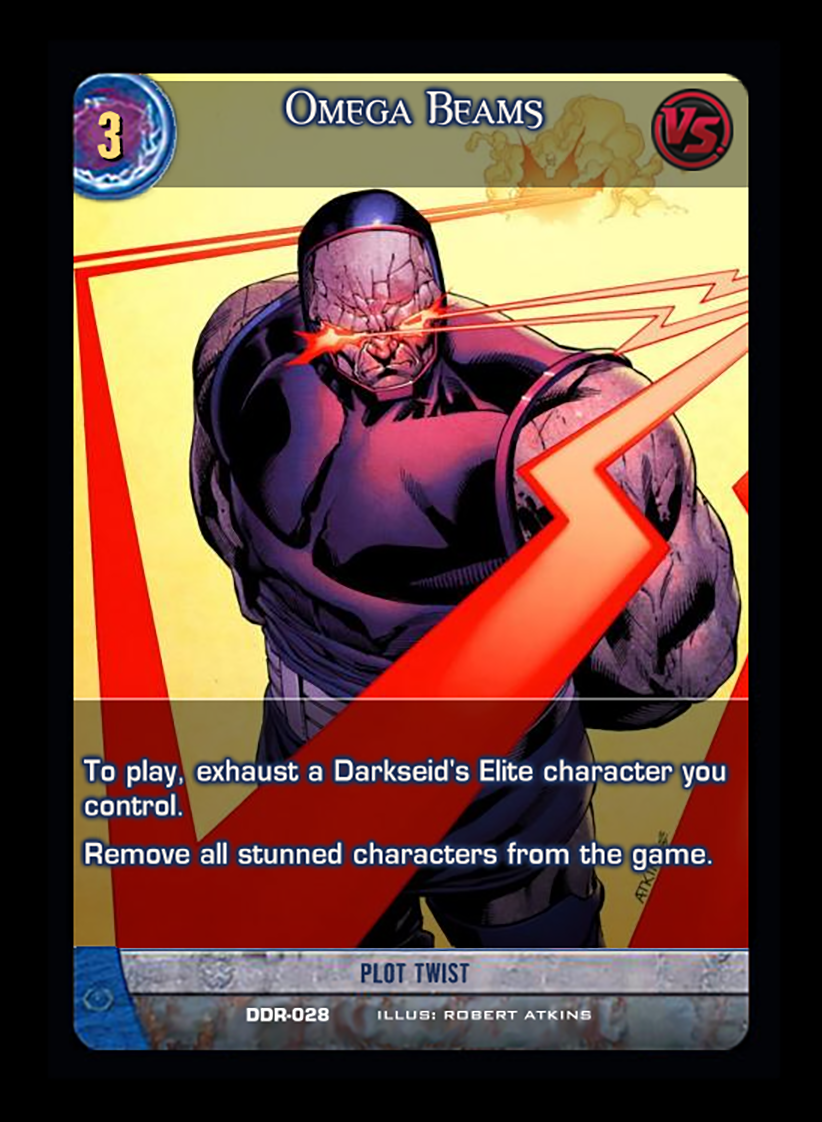 3
Omega Beams
VS.
To play, exhaust a Darkseid's Elite character you
control.
Remove all stunned characters from the game.
PLOT TWIST
DDR-028 ILLUS: ROBERT ATKINS